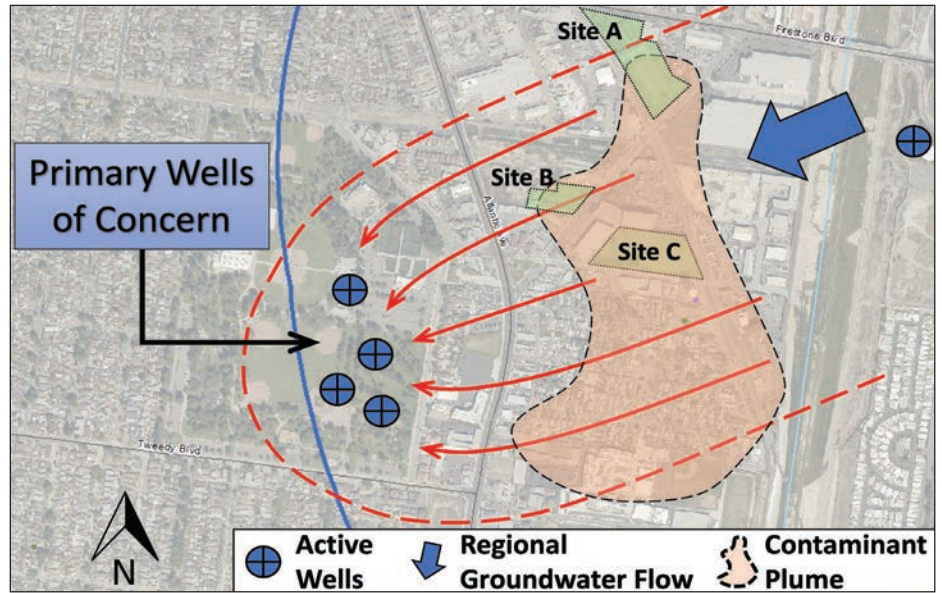 Site A
Firestone Blvd
Primary Wells
of Concern
Site B
Atlantic Ave
Site C
Tweedy Blvd
N
Active
Wells
Regional
Groundwater Flow
Contaminant
Plume